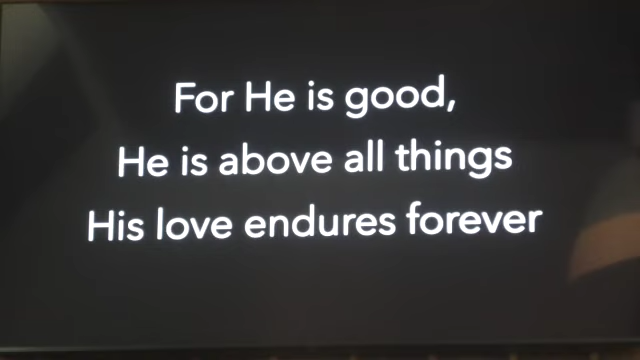 For He is good,
He is above all things
His love endures forever